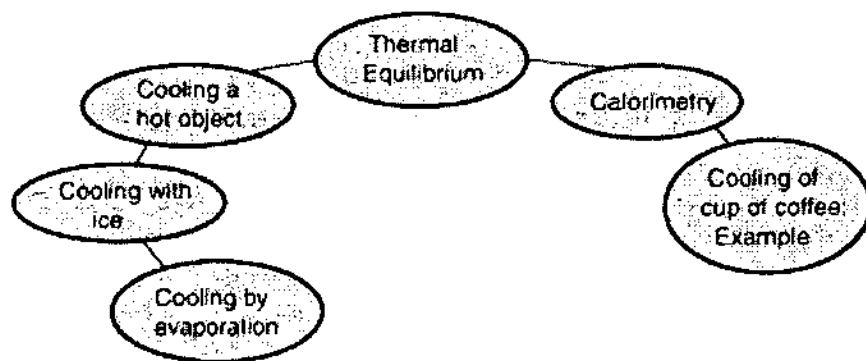 Thermal
Equilibrium
Cooling a
hot object
Calorimetry
Cooling with
ice
Cooling of
cup of coffee:
Example
Cooling by
evaporation